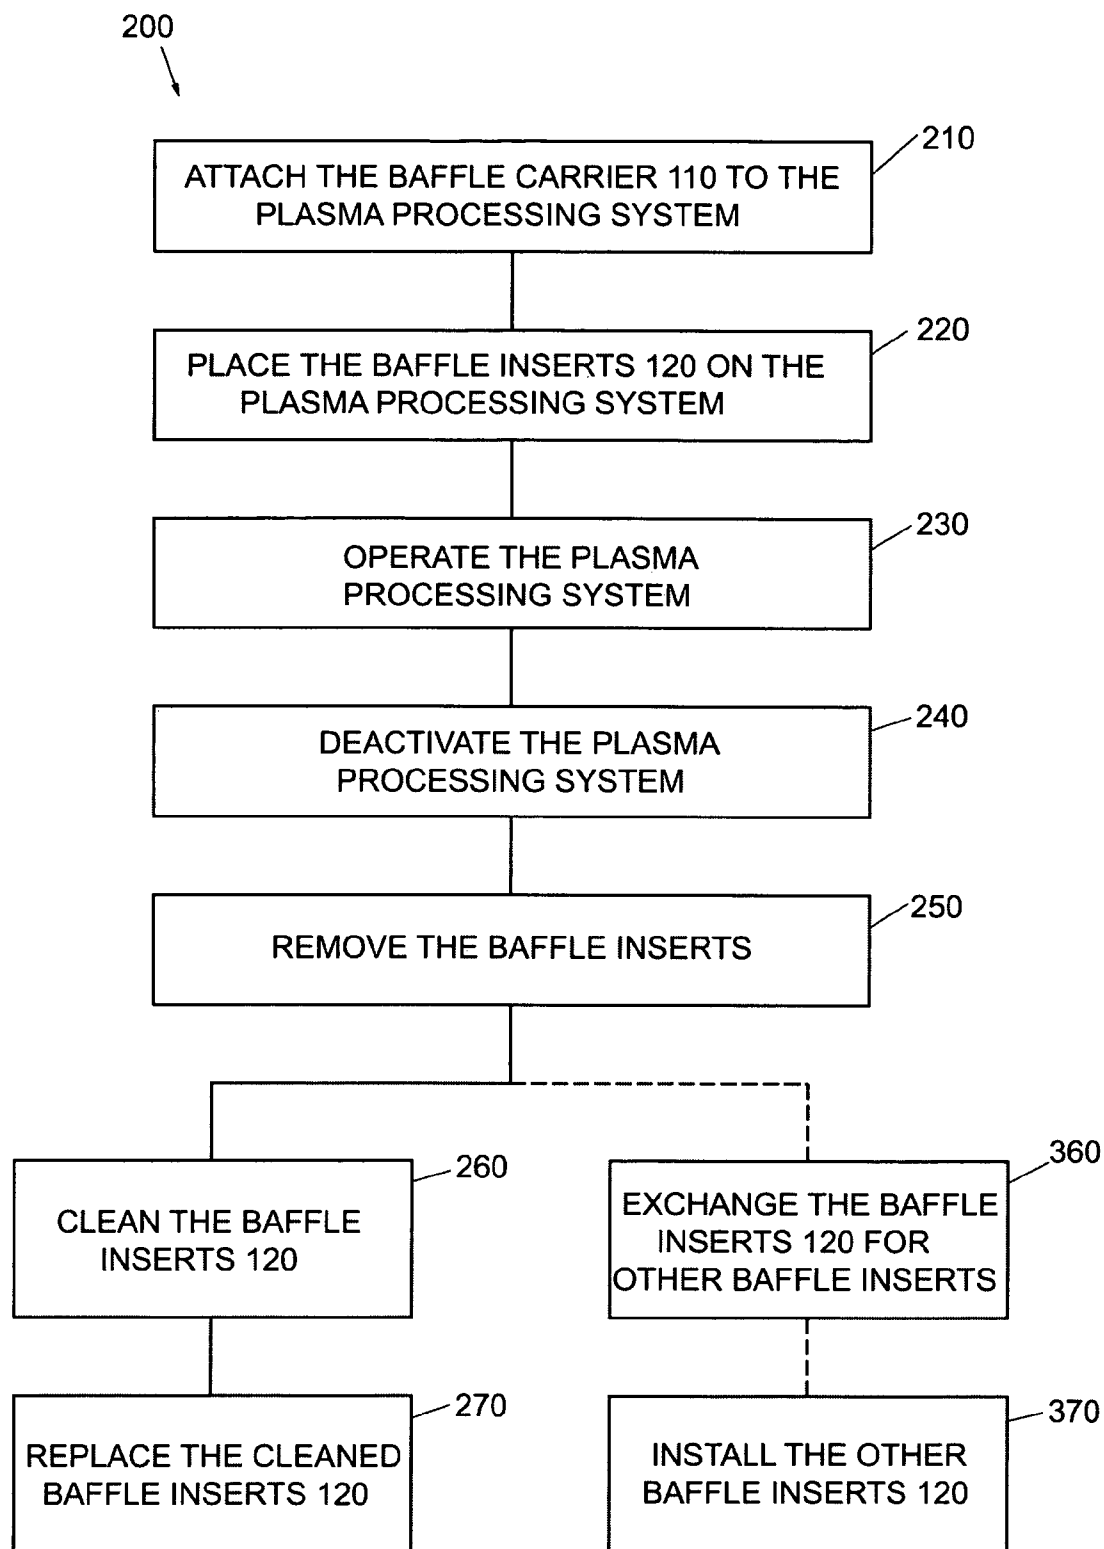 200
210
ATTACH THE BAFFLE CARRIER 110 TO THE
PLASMA PROCESSING SYSTEM
220
PLACE THE BAFFLE INSERTS 120 ON THE
PLASMA PROCESSING SYSTEM
230
OPERATE THE PLASMA
PROCESSING SYSTEM
240
DEACTIVATE THE PLASMA
PROCESSING SYSTEM
250
REMOVE THE BAFFLE INSERTS
260
CLEAN THE BAFFLE
INSERTS 120
360
EXCHANGE THE BAFFLE
INSERTS 120 FOR
OTHER BAFFLE INSERTS
270
REPLACE THE CLEANED
BAFFLE INSERTS 120
370
INSTALL THE OTHER
BAFFLE INSERTS 120